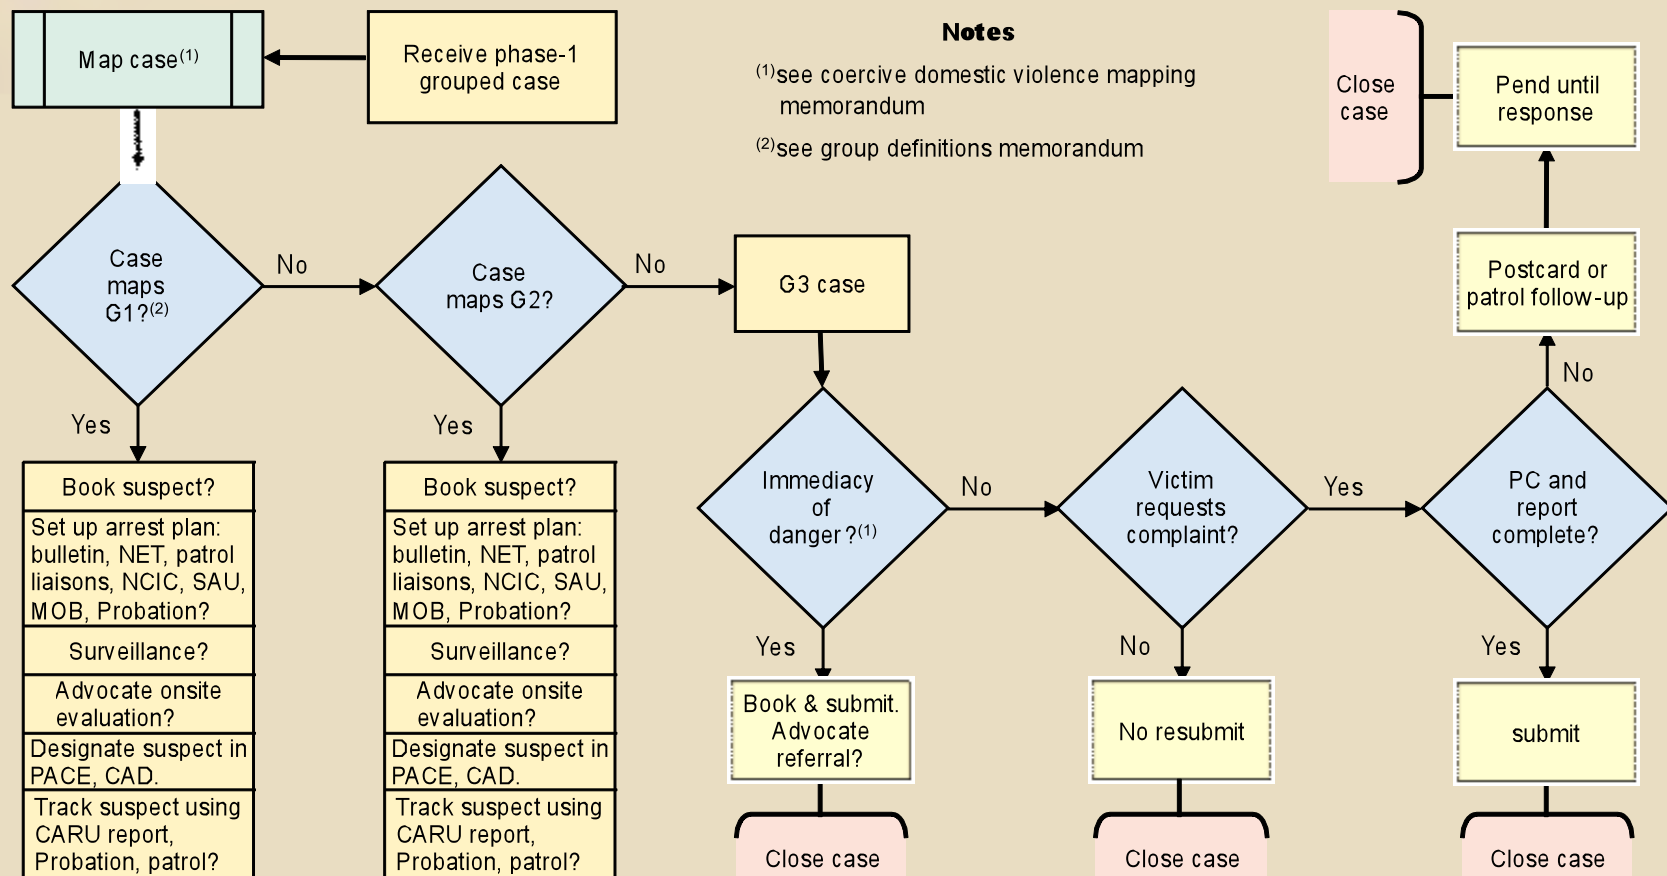 Map case(1)
Receive phase-1
grouped case
Notes
(1)see coercive domestic violence mapping
memorandum
(2)see group definitions memorandum
Close
case
Pend until
response
Case
maps
G1?(2)
No
Case
maps G2?
No
G3 case
Postcard or
patrol follow-up
No
Yes
Yes
Immediacy
of
danger?(1)
No
Victim
requests
complaint?
Yes
PC and
report
complete?
Book suspect?
Set up arrest plan:
bulletin, NET, patrol
liaisons, NCIC, SAU,
MOB, Probation?
Surveillance?
Advocate onsite
evaluation?
Designate suspect in
PACE, CAD.
Track suspect using
CARU report,
Probation, patrol?
Book suspect?
Set up arrest plan:
bulletin, NET, patrol
liaisons, NCIC, SAU,
MOB, Probation?
Surveillance?
Advocate onsite
evaluation?
Designate suspect in
PACE, CAD.
Track suspect using
CARU report,
Probation, patrol?
Yes
Book & submit.
Advocate
referral?
Close case
No
No resubmit
Close case
Yes
submit
Close case